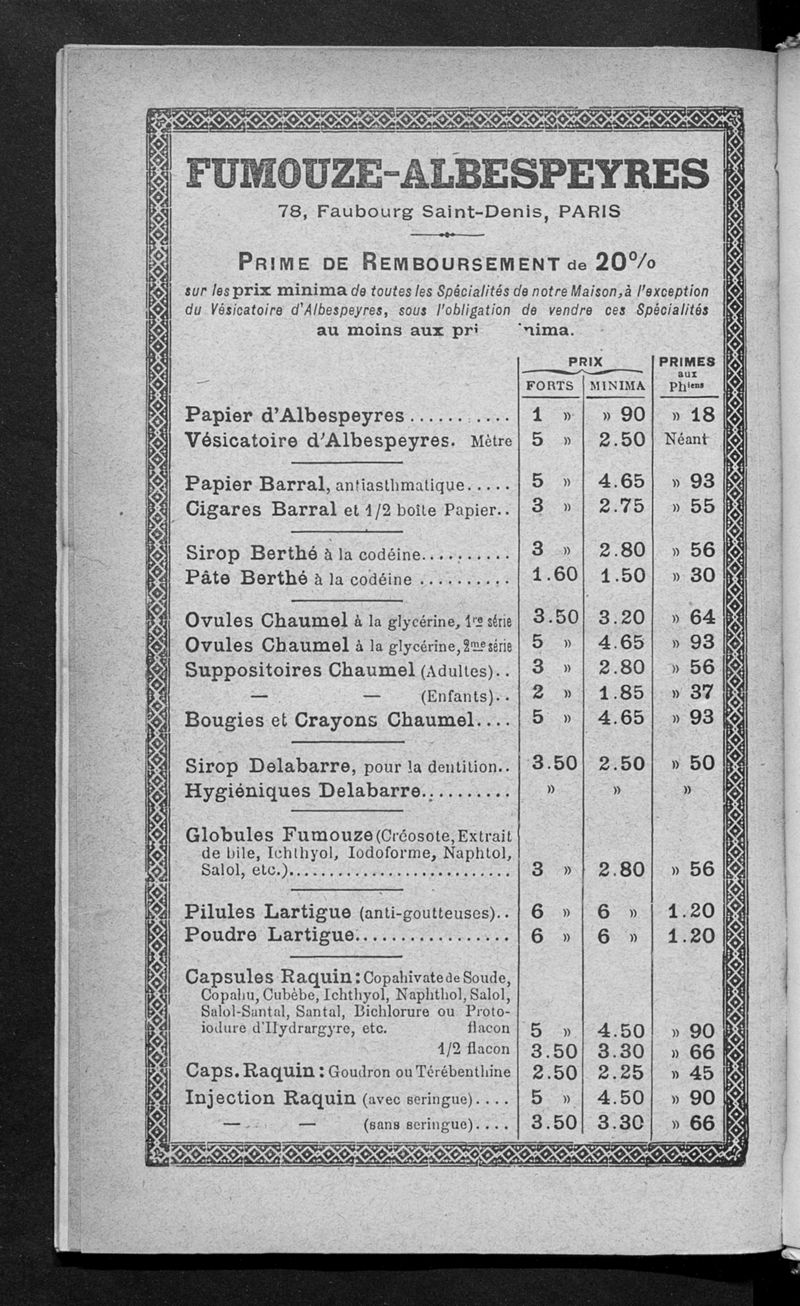 FUMOUZE-ALBESPEYRES
78, Faubourg Saint-Denis, PARIS
PRIME DE REMBOURSEMENT de 20%
sur les prix minima de toutes les Spécialités de notre Maison, à l'exception
du Vésicatoire d'Albespeyres, sous l'obligation de vendre ces Spécialités
au moins aux
PRIX PRIMES
aux
FORTS MINIMA Phiens
Papier d'Albespeyres ........... 1 » » 90 » 18
Vésicatoire d'Albespeyres. Mètre 5 » 2.50 Néant
Papier Barral, antiasthmatique..... 5 » 4.65 » 93
Cigares Barral et 1/2 boîte Papier.. 3 » 2.75 » 55
Sirop Berthé à la codéine.......... 3 » 2.80 » 56
Pâte Berthé à la codéine .......... 1.60 1.50 » 30
Ovules Chaumel à la glycérine, 1re série 3.50 3.20 » 64
Ovules Chaumel à la glycérine, 2me série 5 » 4.65 » 93
Suppositoires Chaumel (Adultes).. 3 » 2.80 » 56
— — (Enfants).. 2 » 1.85 » 37
Bougies et Crayons Chaumel.... 5 » 4.65 » 93
Sirop Delabarre, pour la dentition.. 3.50 2.50 » 50
Hygiéniques Delabarre.......... » » »
Globules Fumouze (Créosote, Extrait
de bile, Ichthyol, Iodoforme, Naphtol,
Salol, etc.)........................... 3 » 2.80 » 56
Pilules Lartigue (anti-goutteuses).. 6 » 6 » 1.20
Poudre Lartigue................. 6 » 6 » 1.20
Capsules Raquin: Copahivate de Soude,
Copahu, Cubèbe, Ichthyol, Naphthol, Salol,
Salol-Santal, Santal, Bichlorure ou Proto-
iodure d'Hydrargyre, etc. flacon 5 » 4.50 » 90
1/2 flacon 3.50 3.30 » 66
Caps. Raquin: Goudron ou Térébenthine 2.50 2.25 » 45
Injection Raquin (avec seringue).... 5 » 4.50 » 90
— — (sans seringue).... 3.50 3.30 » 66